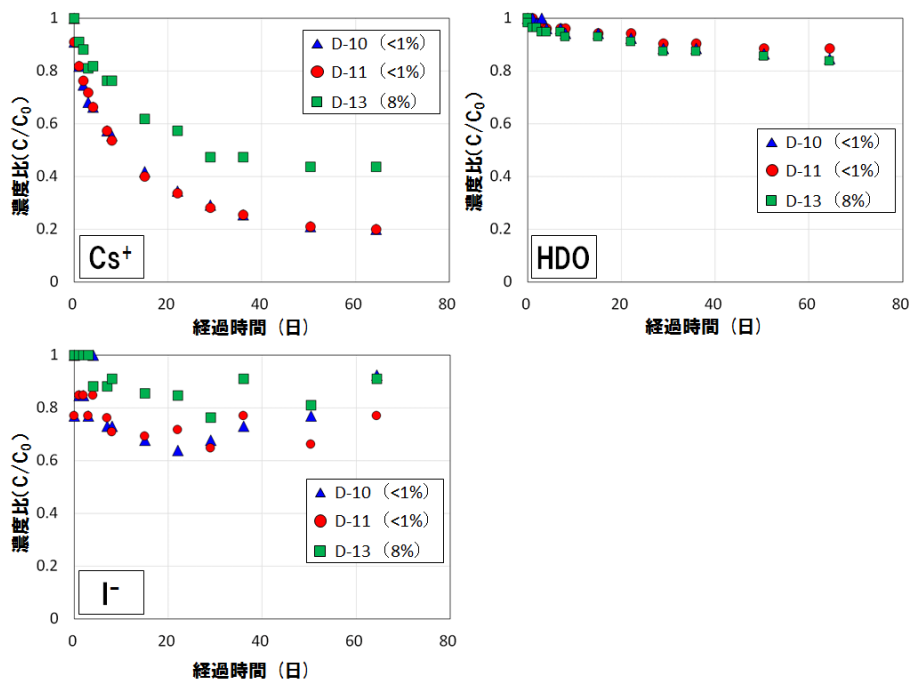 1
0.8
0.6
0.4
0.2
0
0 20 40 60 80
濃度比(C/C₀)
経過時間（日）
D-10 （<1%）
D-11 （<1%）
D-13 （8%）
Cs⁺
1
0.8
0.6
0.4
0.2
0
0 20 40 60 80
濃度比(C/C₀)
経過時間（日）
D-10 （<1%）
D-11 （<1%）
D-13 （8%）
HDO
1
0.8
0.6
0.4
0.2
0
0 20 40 60 80
濃度比(C/C₀)
経過時間（日）
D-10 （<1%）
D-11 （<1%）
D-13 （8%）
I⁻